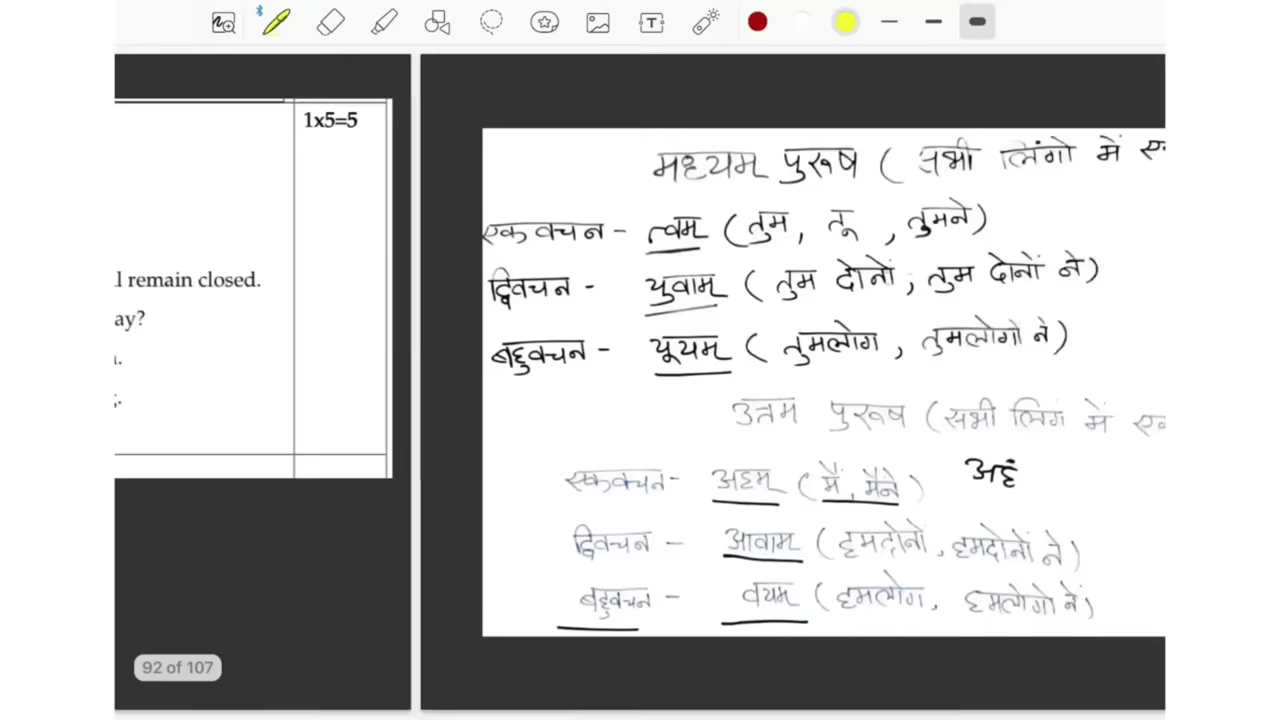 1x5=5
l remain closed.
ay?
92 of 107
मध्यम पुरूष ( सभी लिंगो में
एकवचन - त्वम् (तुम, तू , तुमने)
द्विवचन - युवाम् ( तुम दोनों, तुम दोनों ने)
बहुवचन - यूयम् ( तुमलोग , तुमलोगो ने)
उत्तम पुरूष (सभी लिंग में
एकवचन- अहम् (मैं, मैंने) अहं
द्विवचन - आवाम् (हमदोनों, हमदोनों ने)
बहुवचन - वयम् (हमलोग, हमलोगो ने)